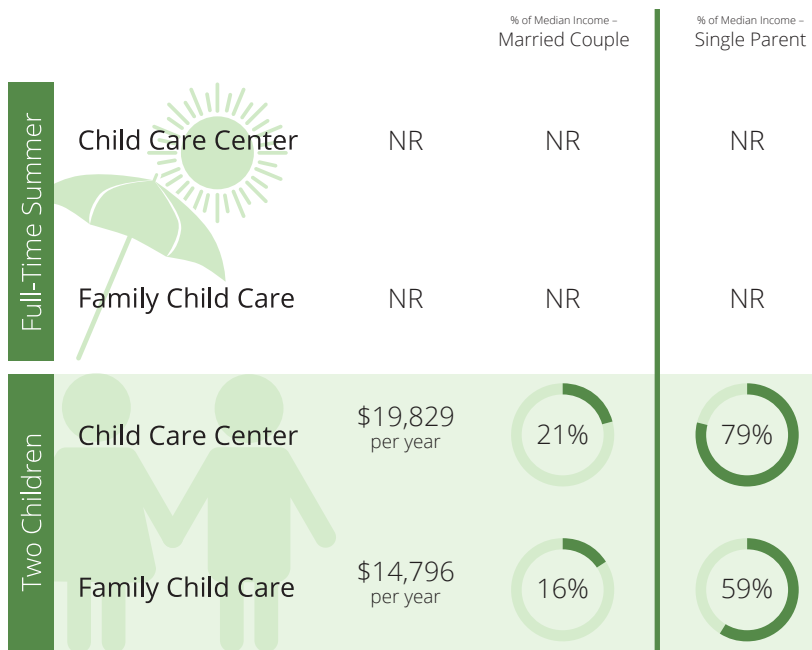 % of Median Income –
Married Couple
% of Median Income –
Single Parent
Full-Time Summer
Child Care Center NR NR NR
Family Child Care NR NR NR
Two Children
Child Care Center $19,829 per year 21% 79%
Family Child Care $14,796 per year 16% 59%